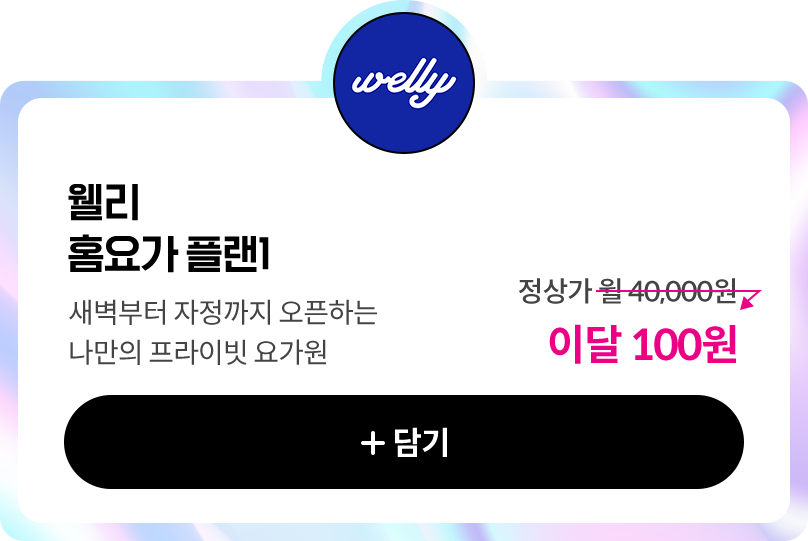 welly
웰리
홈요가 플랜1
새벽부터 자정까지 오픈하는
나만의 프라이빗 요가원
정상가 월 40,000원
이달 100원
+ 담기